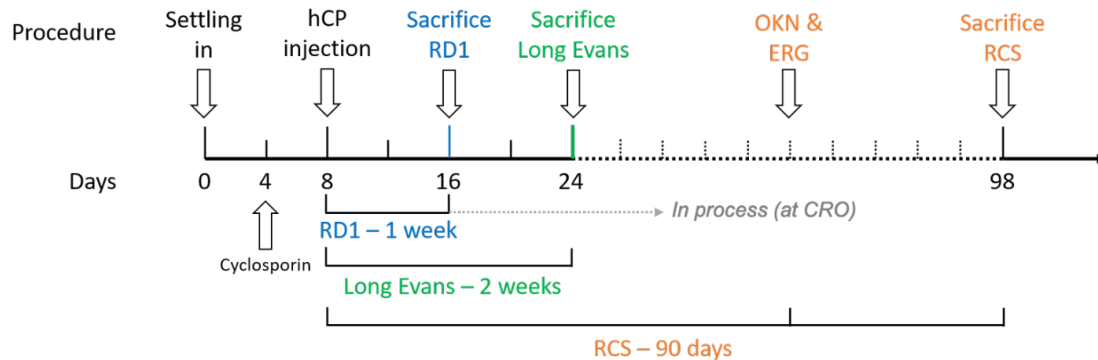 Procedure
Settling
in
hCP
injection
Sacrifice
RD1
Sacrifice
Long Evans
OKN &
ERG
Sacrifice
RCS
Days
0
4
8
16
24
98
Cyclosporin
RD1 – 1 week
In process (at CRO)
Long Evans – 2 weeks
RCS – 90 days